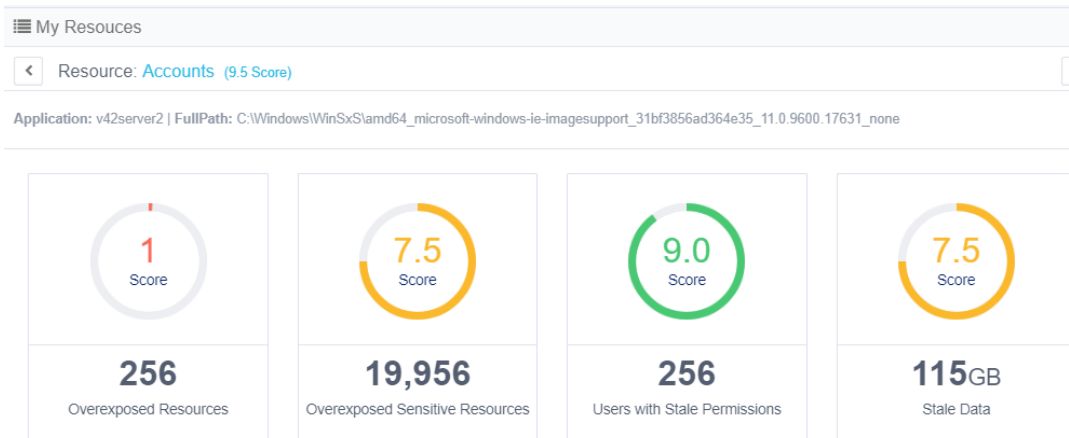 My Resouces
Resource: Accounts (9.5 Score)
Application: v42server2 | FullPath: C:\Windows\WinSxS\amd64_microsoft-windows-ie-imagesupport_31bf3856ad364e35_11.0.9600.17631_none
1
Score
256
Overexposed Resources
7.5
Score
19,956
Overexposed Sensitive Resources
9.0
Score
256
Users with Stale Permissions
7.5
Score
115GB
Stale Data